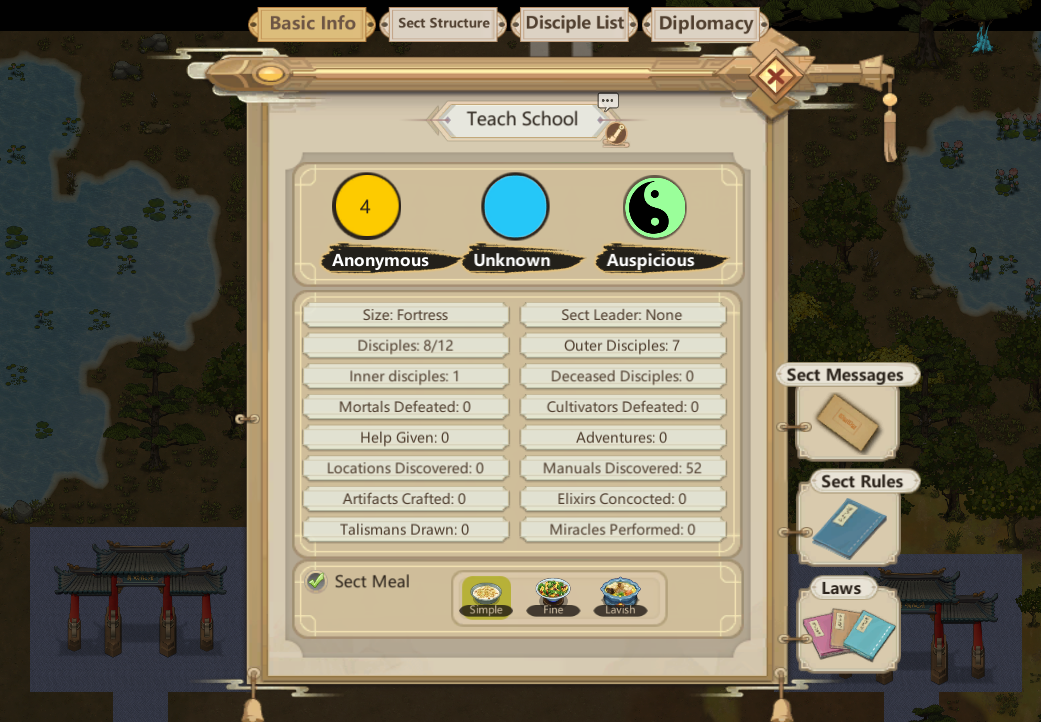 Basic Info
Sect Structure
Disciple List
Diplomacy
Teach School
4
Anonymous
Unknown
Auspicious
Size: Fortress
Sect Leader: None
Disciples: 8/12
Outer Disciples: 7
Inner disciples: 1
Deceased Disciples: 0
Mortals Defeated: 0
Cultivators Defeated: 0
Help Given: 0
Adventures: 0
Locations Discovered: 0
Manuals Discovered: 52
Artifacts Crafted: 0
Elixirs Concocted: 0
Talismans Drawn: 0
Miracles Performed: 0
Sect Meal
Simple
Fine
Lavish
Sect Messages
Sect Rules
Laws